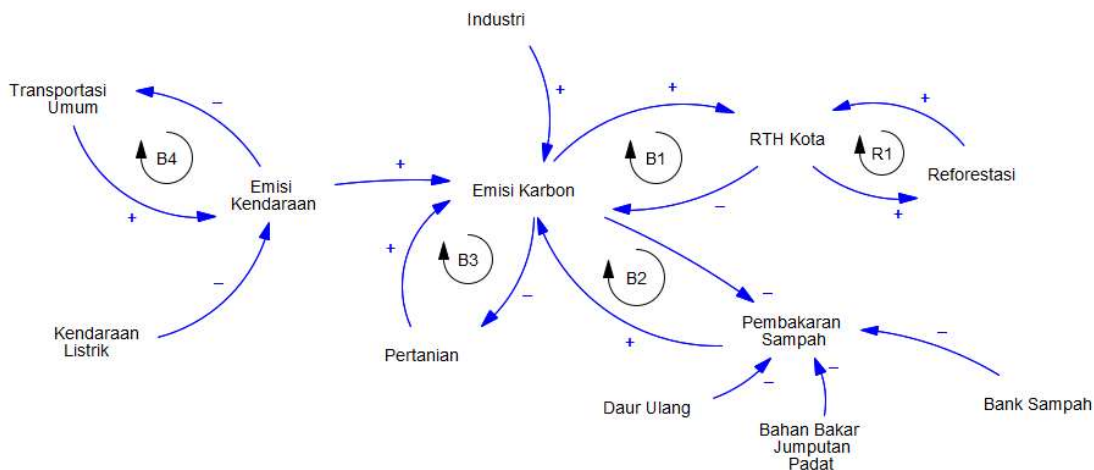 Industri
Transportasi
Umum
–
+
+
+
B4
B1
RTH Kota
R1
+
Reforestasi
Emisi
Kendaraan
+
Emisi Karbon
+
–
+
+
B3
B2
–
–
–
Kendaraan
Listrik
Pertanian
+
Pembakaran
Sampah
–
–
–
Daur Ulang
Bank Sampah
Bahan Bakar
Jumputan
Padat